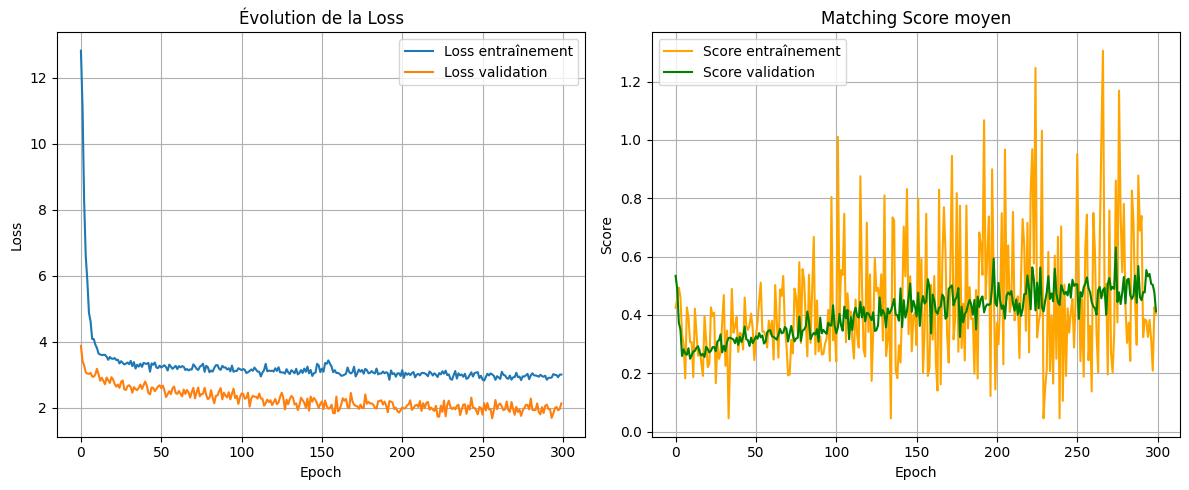 Évolution de la Loss
Loss entraînement
Loss validation
12
10
8
6
4
2
Loss
0
50
100
150
200
250
300
Epoch
Matching Score moyen
Score entraînement
Score validation
1.2
1.0
0.8
0.6
0.4
0.2
0.0
Score
0
50
100
150
200
250
300
Epoch